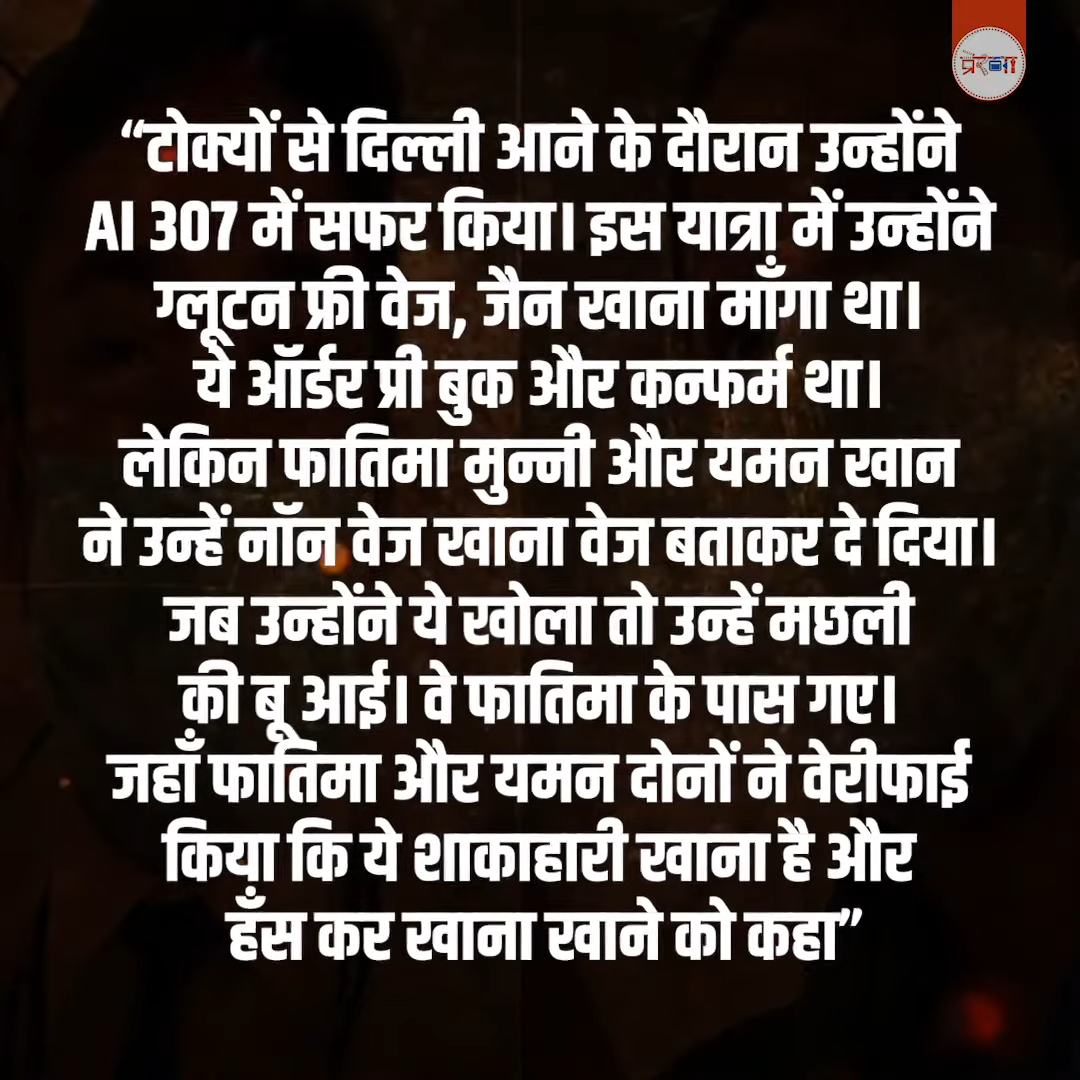 प्रेरणा
“टोक्यों से दिल्ली आने के दौरान उन्होंने
AI 307 में सफर किया। इस यात्रा में उन्होंने
ग्लूटन फ्री वेज, जैन खाना माँगा था।
ये ऑर्डर प्री बुक और कन्फर्म था।
लेकिन फातिमा मुन्नी और यमन खान
ने उन्हें नॉन वेज खाना वेज बताकर दे दिया।
जब उन्होंने ये खोला तो उन्हें मछली
की बू आई। वे फातिमा के पास गए।
जहाँ फातिमा और यमन दोनों ने वेरीफाई
किया कि ये शाकाहारी खाना है और
हँस कर खाना खाने को कहा”